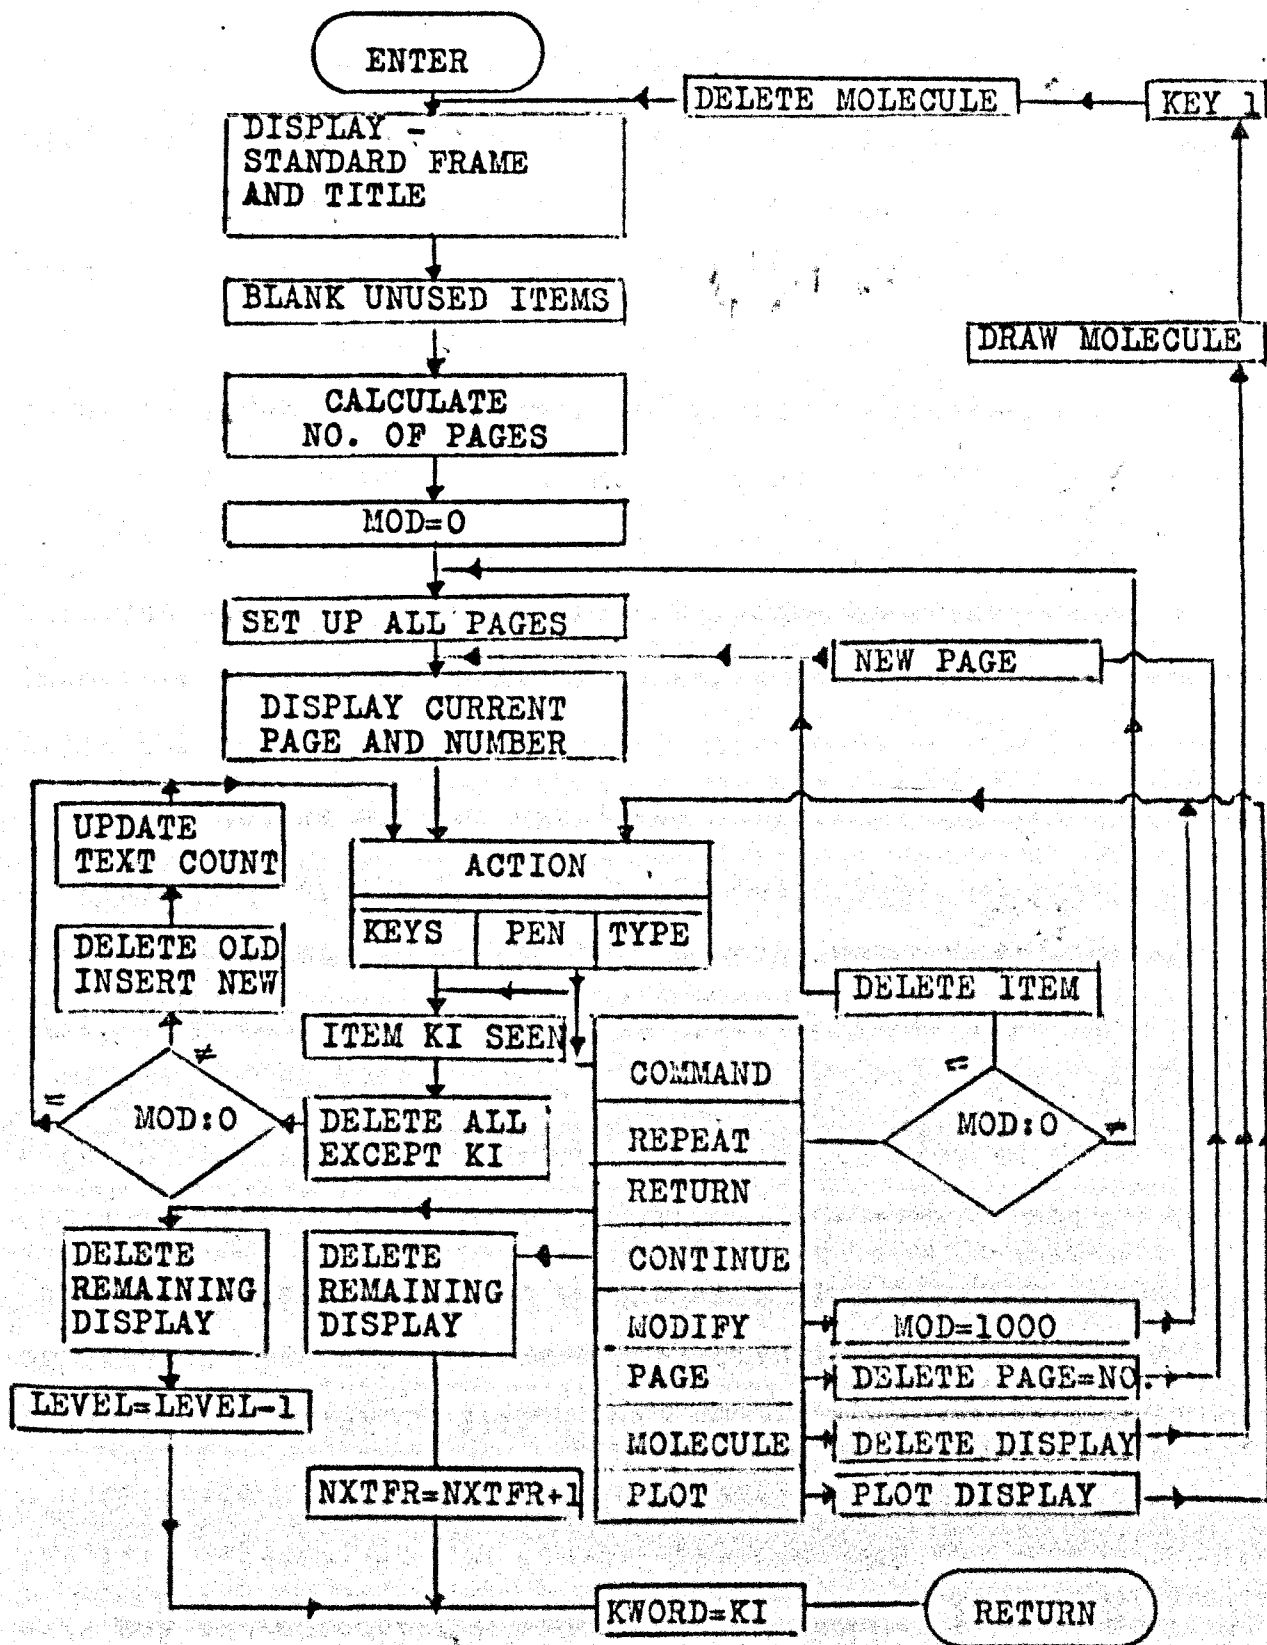 ENTER
DELETE MOLECULE
KEY 1
DISPLAY -
STANDARD FRAME
AND TITLE
BLANK UNUSED ITEMS
DRAW MOLECULE
CALCULATE
NO. OF PAGES
MOD=0
SET UP ALL PAGES
NEW PAGE
DISPLAY CURRENT
PAGE AND NUMBER
UPDATE
TEXT COUNT
ACTION
KEYS
PEN
TYPE
DELETE OLD
INSERT NEW
DELETE ITEM
ITEM KI SEEN
≠
=
MOD:0
DELETE ALL
EXCEPT KI
COMMAND
REPEAT
RETURN
CONTINUE
MODIFY
PAGE
MOLECULE
PLOT
=
MOD:0
≠
DELETE
REMAINING
DISPLAY
DELETE
REMAINING
DISPLAY
MOD=1000
DELETE PAGE=NO.
DELETE DISPLAY
PLOT DISPLAY
LEVEL=LEVEL-1
NXTFR=NXTFR+1
KWORD=KI
RETURN